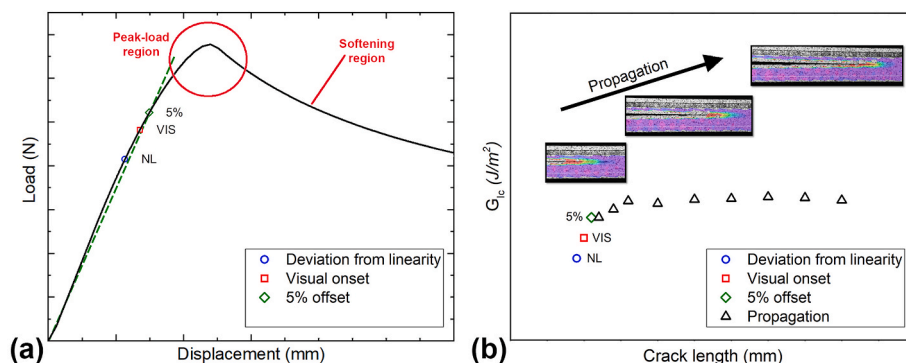 Peak-load
region
Softening
region
5%
VIS
NL
Load (N)
Deviation from linearity
Visual onset
5% offset
(a)
Displacement (mm)
Propagation
G_Ic (J/m²)
5%
VIS
NL
Deviation from linearity
Visual onset
5% offset
Propagation
(b)
Crack length (mm)